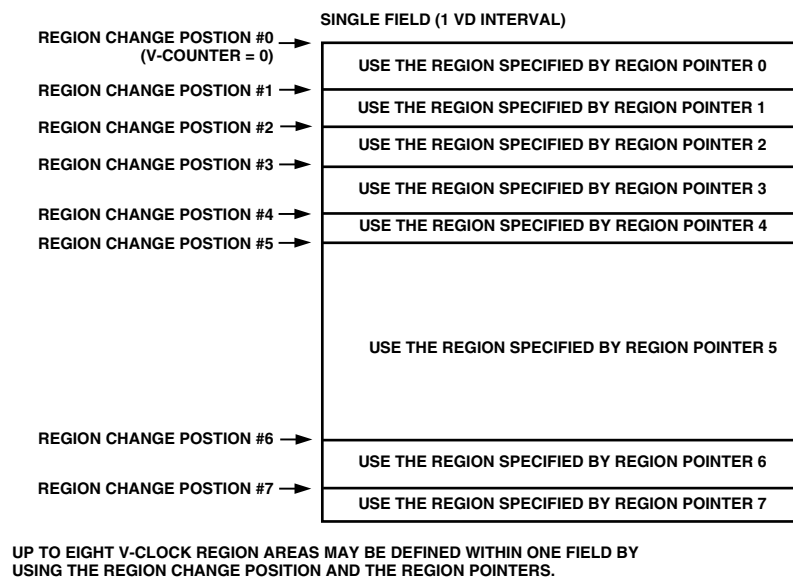 SINGLE FIELD (1 VD INTERVAL)
REGION CHANGE POSTION #0
(V-COUNTER = 0)
USE THE REGION SPECIFIED BY REGION POINTER 0
REGION CHANGE POSTION #1
USE THE REGION SPECIFIED BY REGION POINTER 1
REGION CHANGE POSTION #2
USE THE REGION SPECIFIED BY REGION POINTER 2
REGION CHANGE POSTION #3
USE THE REGION SPECIFIED BY REGION POINTER 3
REGION CHANGE POSTION #4
USE THE REGION SPECIFIED BY REGION POINTER 4
REGION CHANGE POSTION #5
USE THE REGION SPECIFIED BY REGION POINTER 5
REGION CHANGE POSTION #6
USE THE REGION SPECIFIED BY REGION POINTER 6
REGION CHANGE POSTION #7
USE THE REGION SPECIFIED BY REGION POINTER 7
UP TO EIGHT V-CLOCK REGION AREAS MAY BE DEFINED WITHIN ONE FIELD BY
USING THE REGION CHANGE POSITION AND THE REGION POINTERS.